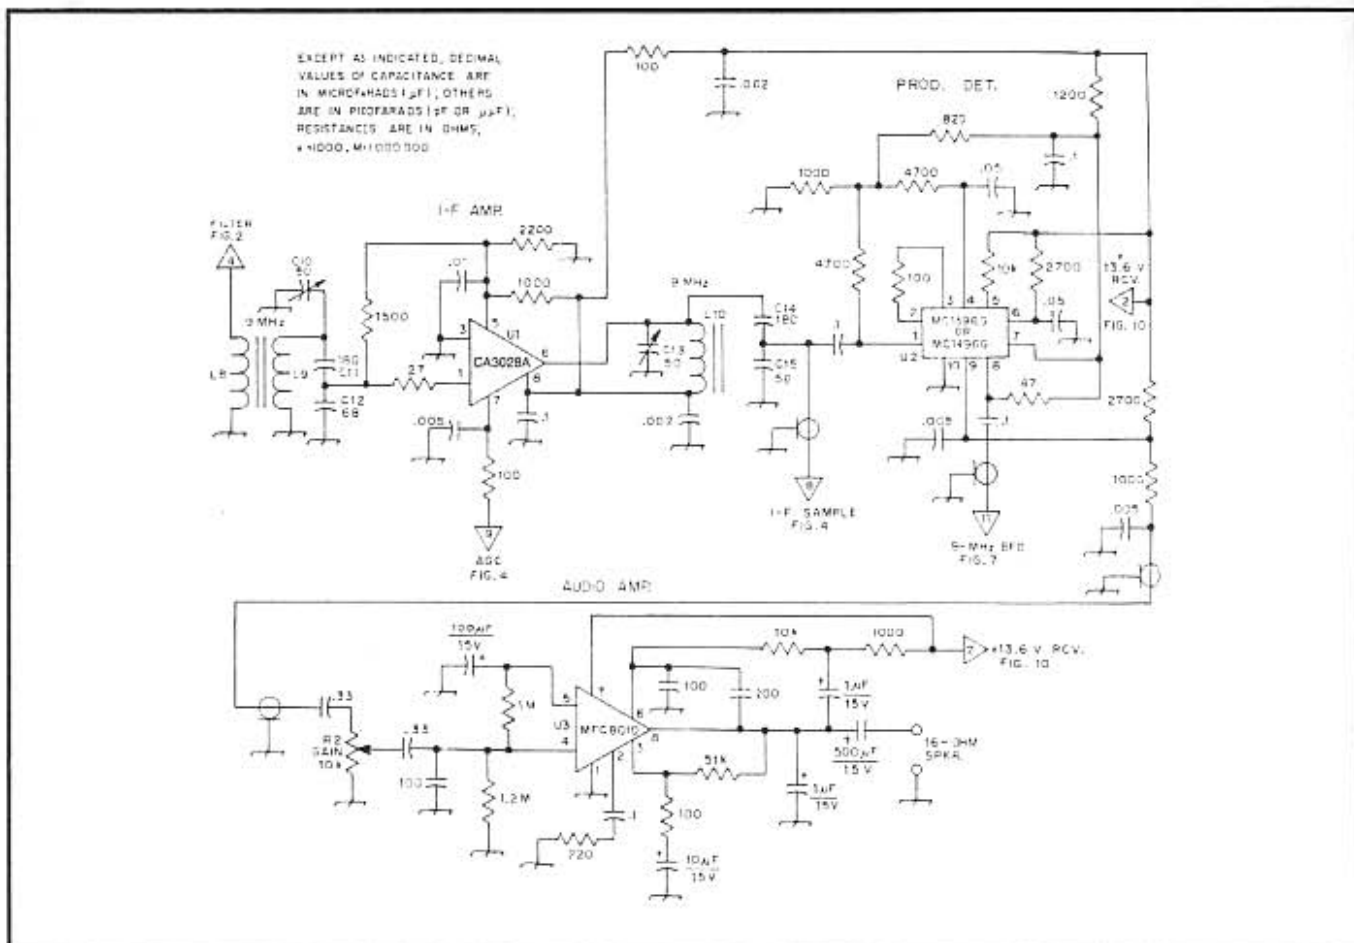 EXCEPT AS INDICATED, DECIMAL
VALUES OF CAPACITANCE ARE
IN MICROFARADS (µF); OTHERS
ARE IN PICOFARADS (pF OR µµF);
RESISTANCES ARE IN OHMS;
k=1000, M=1000 000
100
.002
PROD. DET.
1200
820
.1
1000
4700
.05
I-F AMP.
FILTER
FIG. 2
4
C10
50
2200
.01
1000
9 MHz
1500
5
U1
3
CA3028A
6
1
8
7
27
L8
L9
C11
C12
68
.005
.1
100
9
AGC
FIG. 4
9 MHz
L10
C13
50
.002
C14
180
C15
50
.1
8
I-F SAMPLE
FIG. 4
4700
100
10k
2700
.05
3
4
5
2
6
1
7
MC1596G
OR
MC1496G
U2
10
9
8
13.6 V
RCV.
2
FIG. 10
47
.1
.005
2700
1000
.005
11
9-MHz BFO
FIG. 7
AUDIO AMP.
100µF
15V
10k
1000
7
+13.6 V RCV.
FIG. 10
100
200
1µF
15V
.33
R2
GAIN
10k
.33
100
1M
1.2M
5
U3
4
1
2
3
6
8
51k
500µF
15V
16-OHM
SPKR.
15V
.1
220
100
10µF
15V